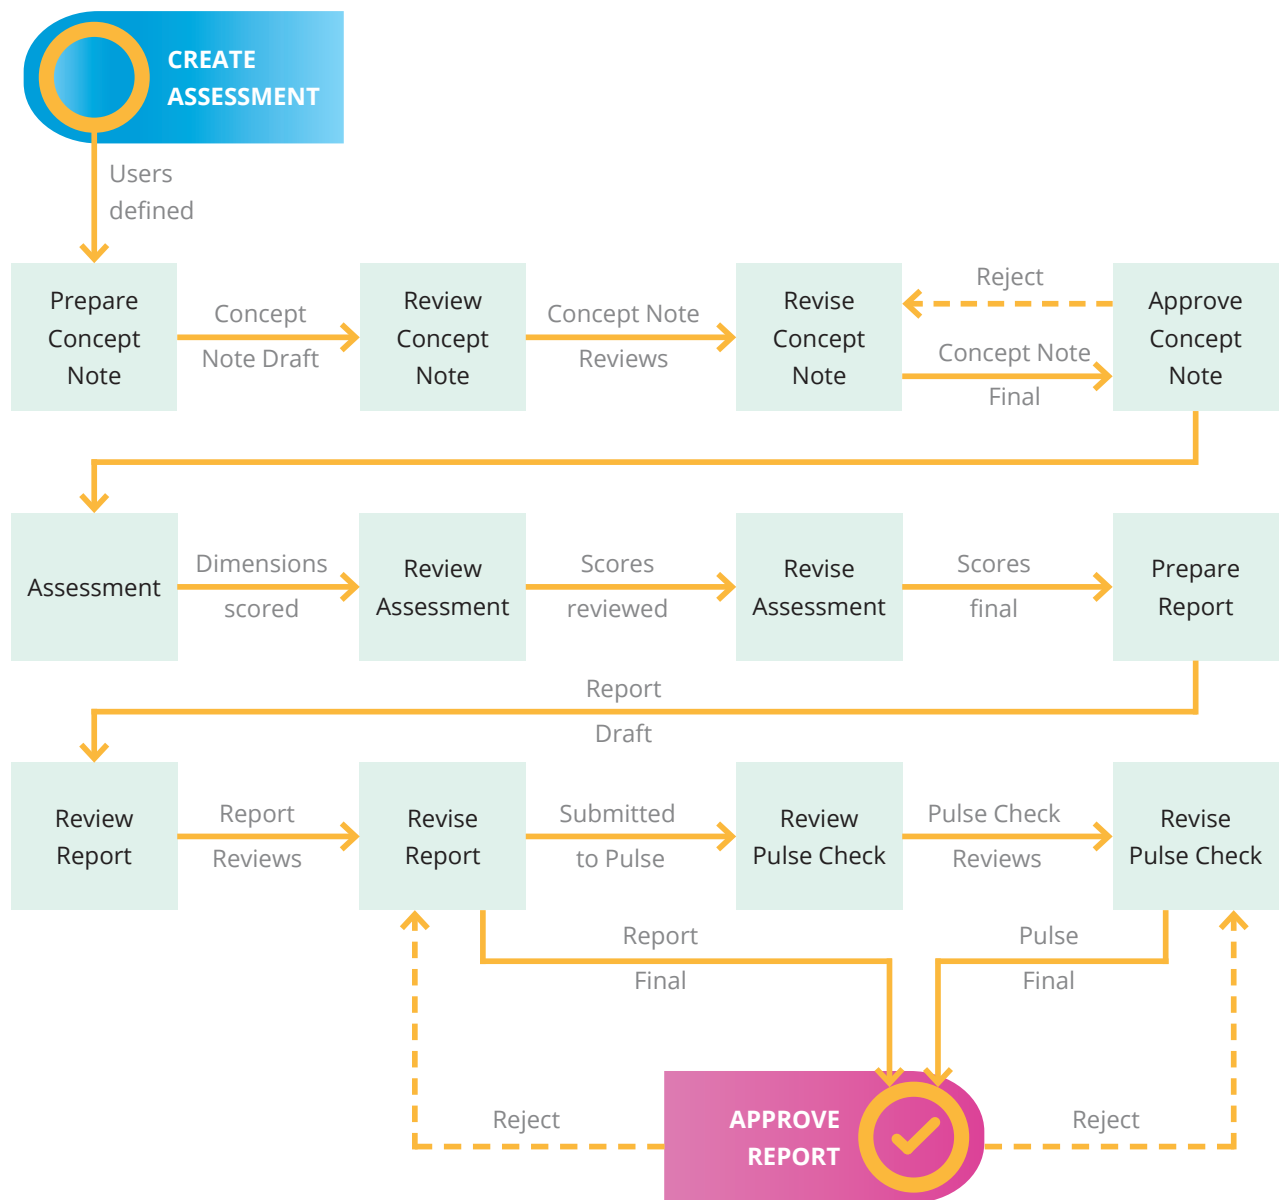 CREATE
ASSESSMENT
Users
defined
Prepare
Concept
Note
Concept
Note Draft
Review
Concept
Note
Concept Note
Reviews
Revise
Concept
Note
Reject
Concept Note
Final
Approve
Concept
Note
Assessment
Dimensions
scored
Review
Assessment
Scores
reviewed
Revise
Assessment
Scores
final
Prepare
Report
Report
Draft
Review
Report
Report
Reviews
Revise
Report
Submitted
to Pulse
Review
Pulse Check
Pulse Check
Reviews
Revise
Pulse Check
Report
Final
Pulse
Final
Reject
APPROVE
REPORT
Reject